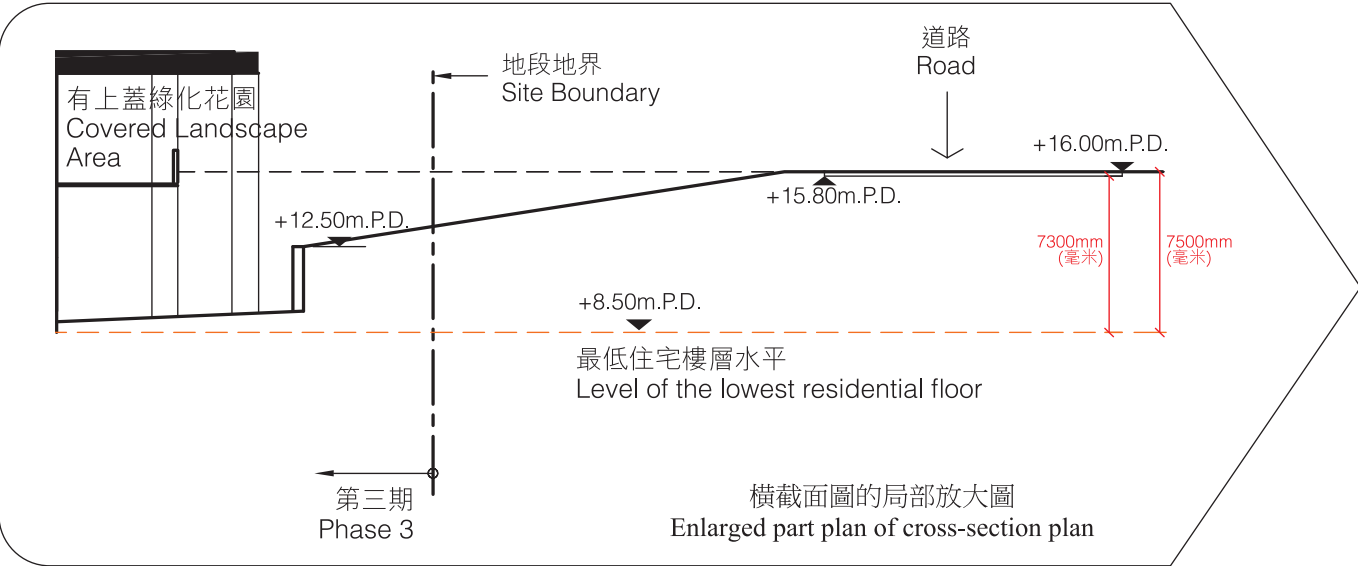 有上蓋綠化花園
Covered Landscape
Area
地段地界
Site Boundary
道路
Road
+16.00m.P.D.
+15.80m.P.D.
+12.50m.P.D.
7300mm
(毫米)
7500mm
(毫米)
+8.50m.P.D.
最低住宅樓層水平
Level of the lowest residential floor
第三期
Phase 3
橫截面圖的局部放大圖
Enlarged part plan of cross-section plan